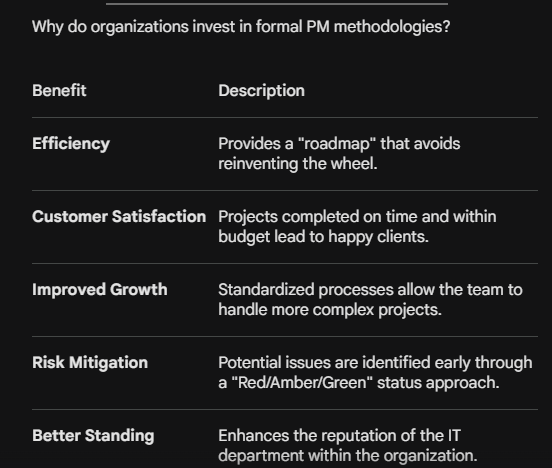 Why do organizations invest in formal PM methodologies?
Benefit Description
Efficiency Provides a "roadmap" that avoids
reinventing the wheel.
Customer Satisfaction Projects completed on time and within
budget lead to happy clients.
Improved Growth Standardized processes allow the team to
handle more complex projects.
Risk Mitigation Potential issues are identified early through
a "Red/Amber/Green" status approach.
Better Standing Enhances the reputation of the IT
department within the organization.